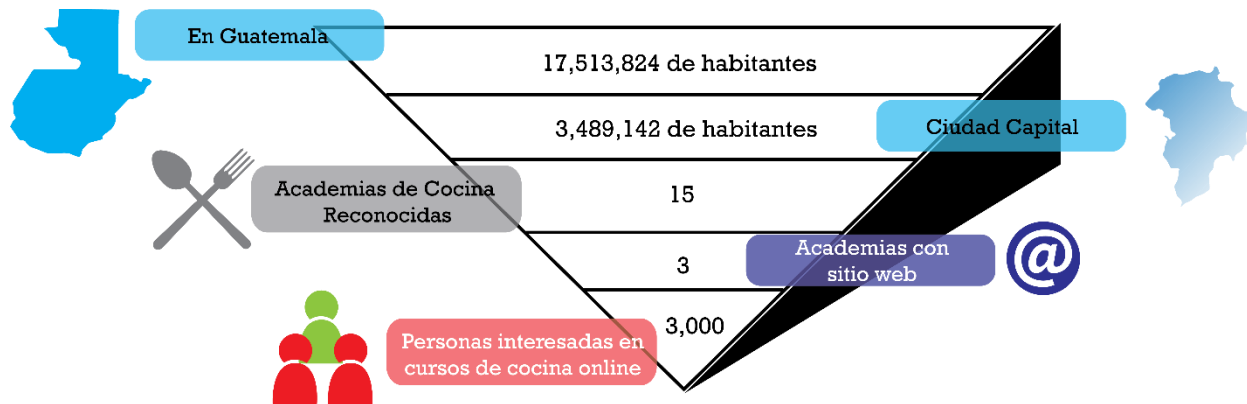 En Guatemala
17,513,824 de habitantes
3,489,142 de habitantes
Ciudad Capital
Academias de Cocina
Reconocidas
15
3
Academias con
sitio web
@
3,000
Personas interesadas en
cursos de cocina online